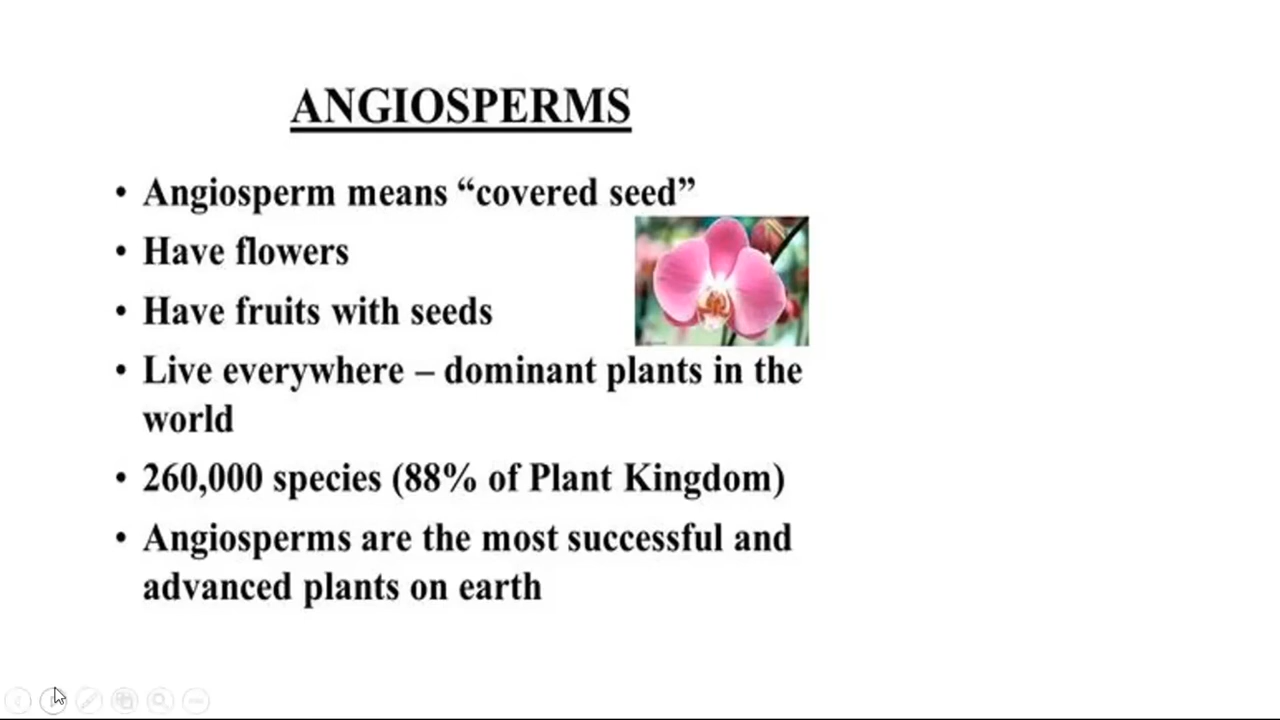 ANGIOSPERMS
• Angiosperm means “covered seed”
• Have flowers
• Have fruits with seeds
• Live everywhere – dominant plants in the
world
• 260,000 species (88% of Plant Kingdom)
• Angiosperms are the most successful and
advanced plants on earth